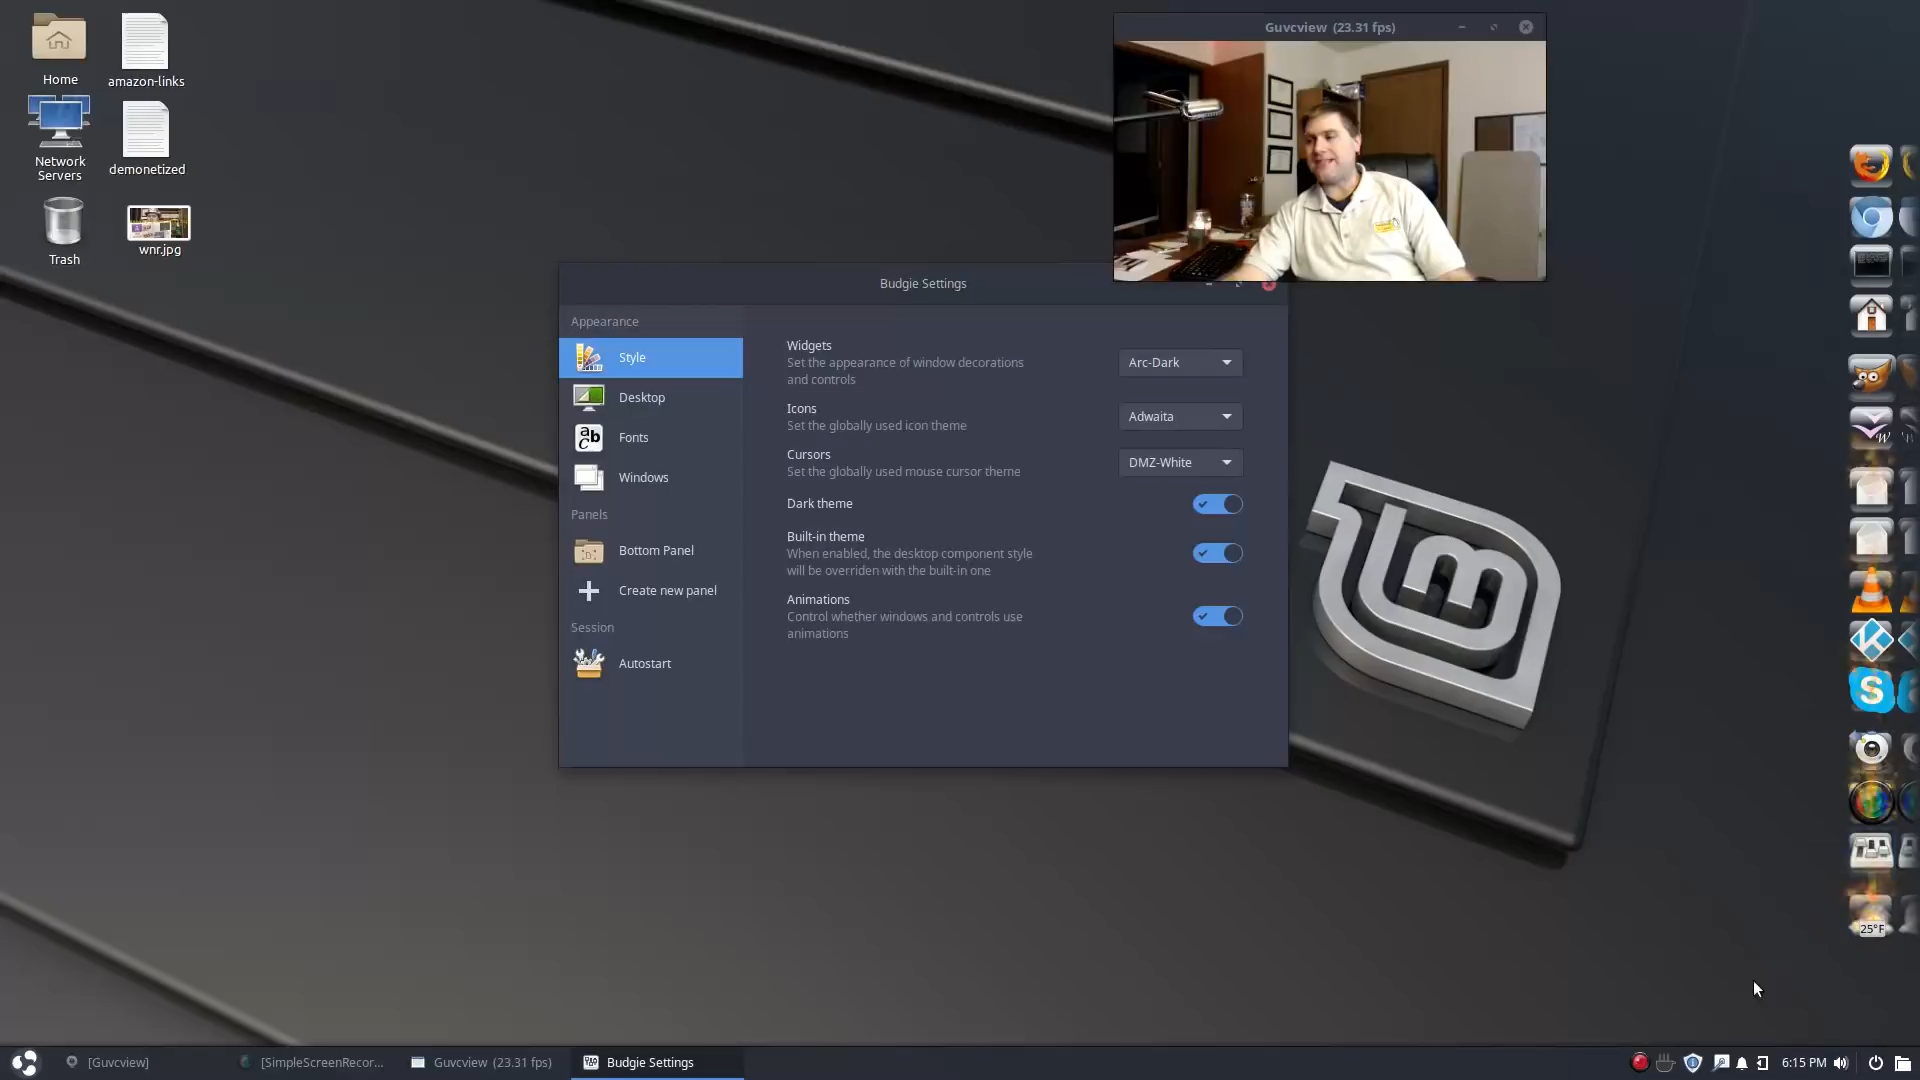 Home
amazon-links
Network
Servers
demonetized
Trash
wnr.jpg
Guvcview (23.31 fps)
Budgie Settings
Appearance
Style
Desktop
Fonts
Windows
Panels
Bottom Panel
Create new panel
Session
Autostart
Widgets
Set the appearance of window decorations
and controls
Arc-Dark
Icons
Set the globally used icon theme
Adwaita
Cursors
Set the globally used mouse cursor theme
DMZ-White
Dark theme
Built-in theme
When enabled, the desktop component style
will be overriden with the built-in one
Animations
Control whether windows and controls use
animations
25°F
[Guvcview]
[SimpleScreenRecor...
Guvcview (23.31 fps)
Budgie Settings
6:15 PM